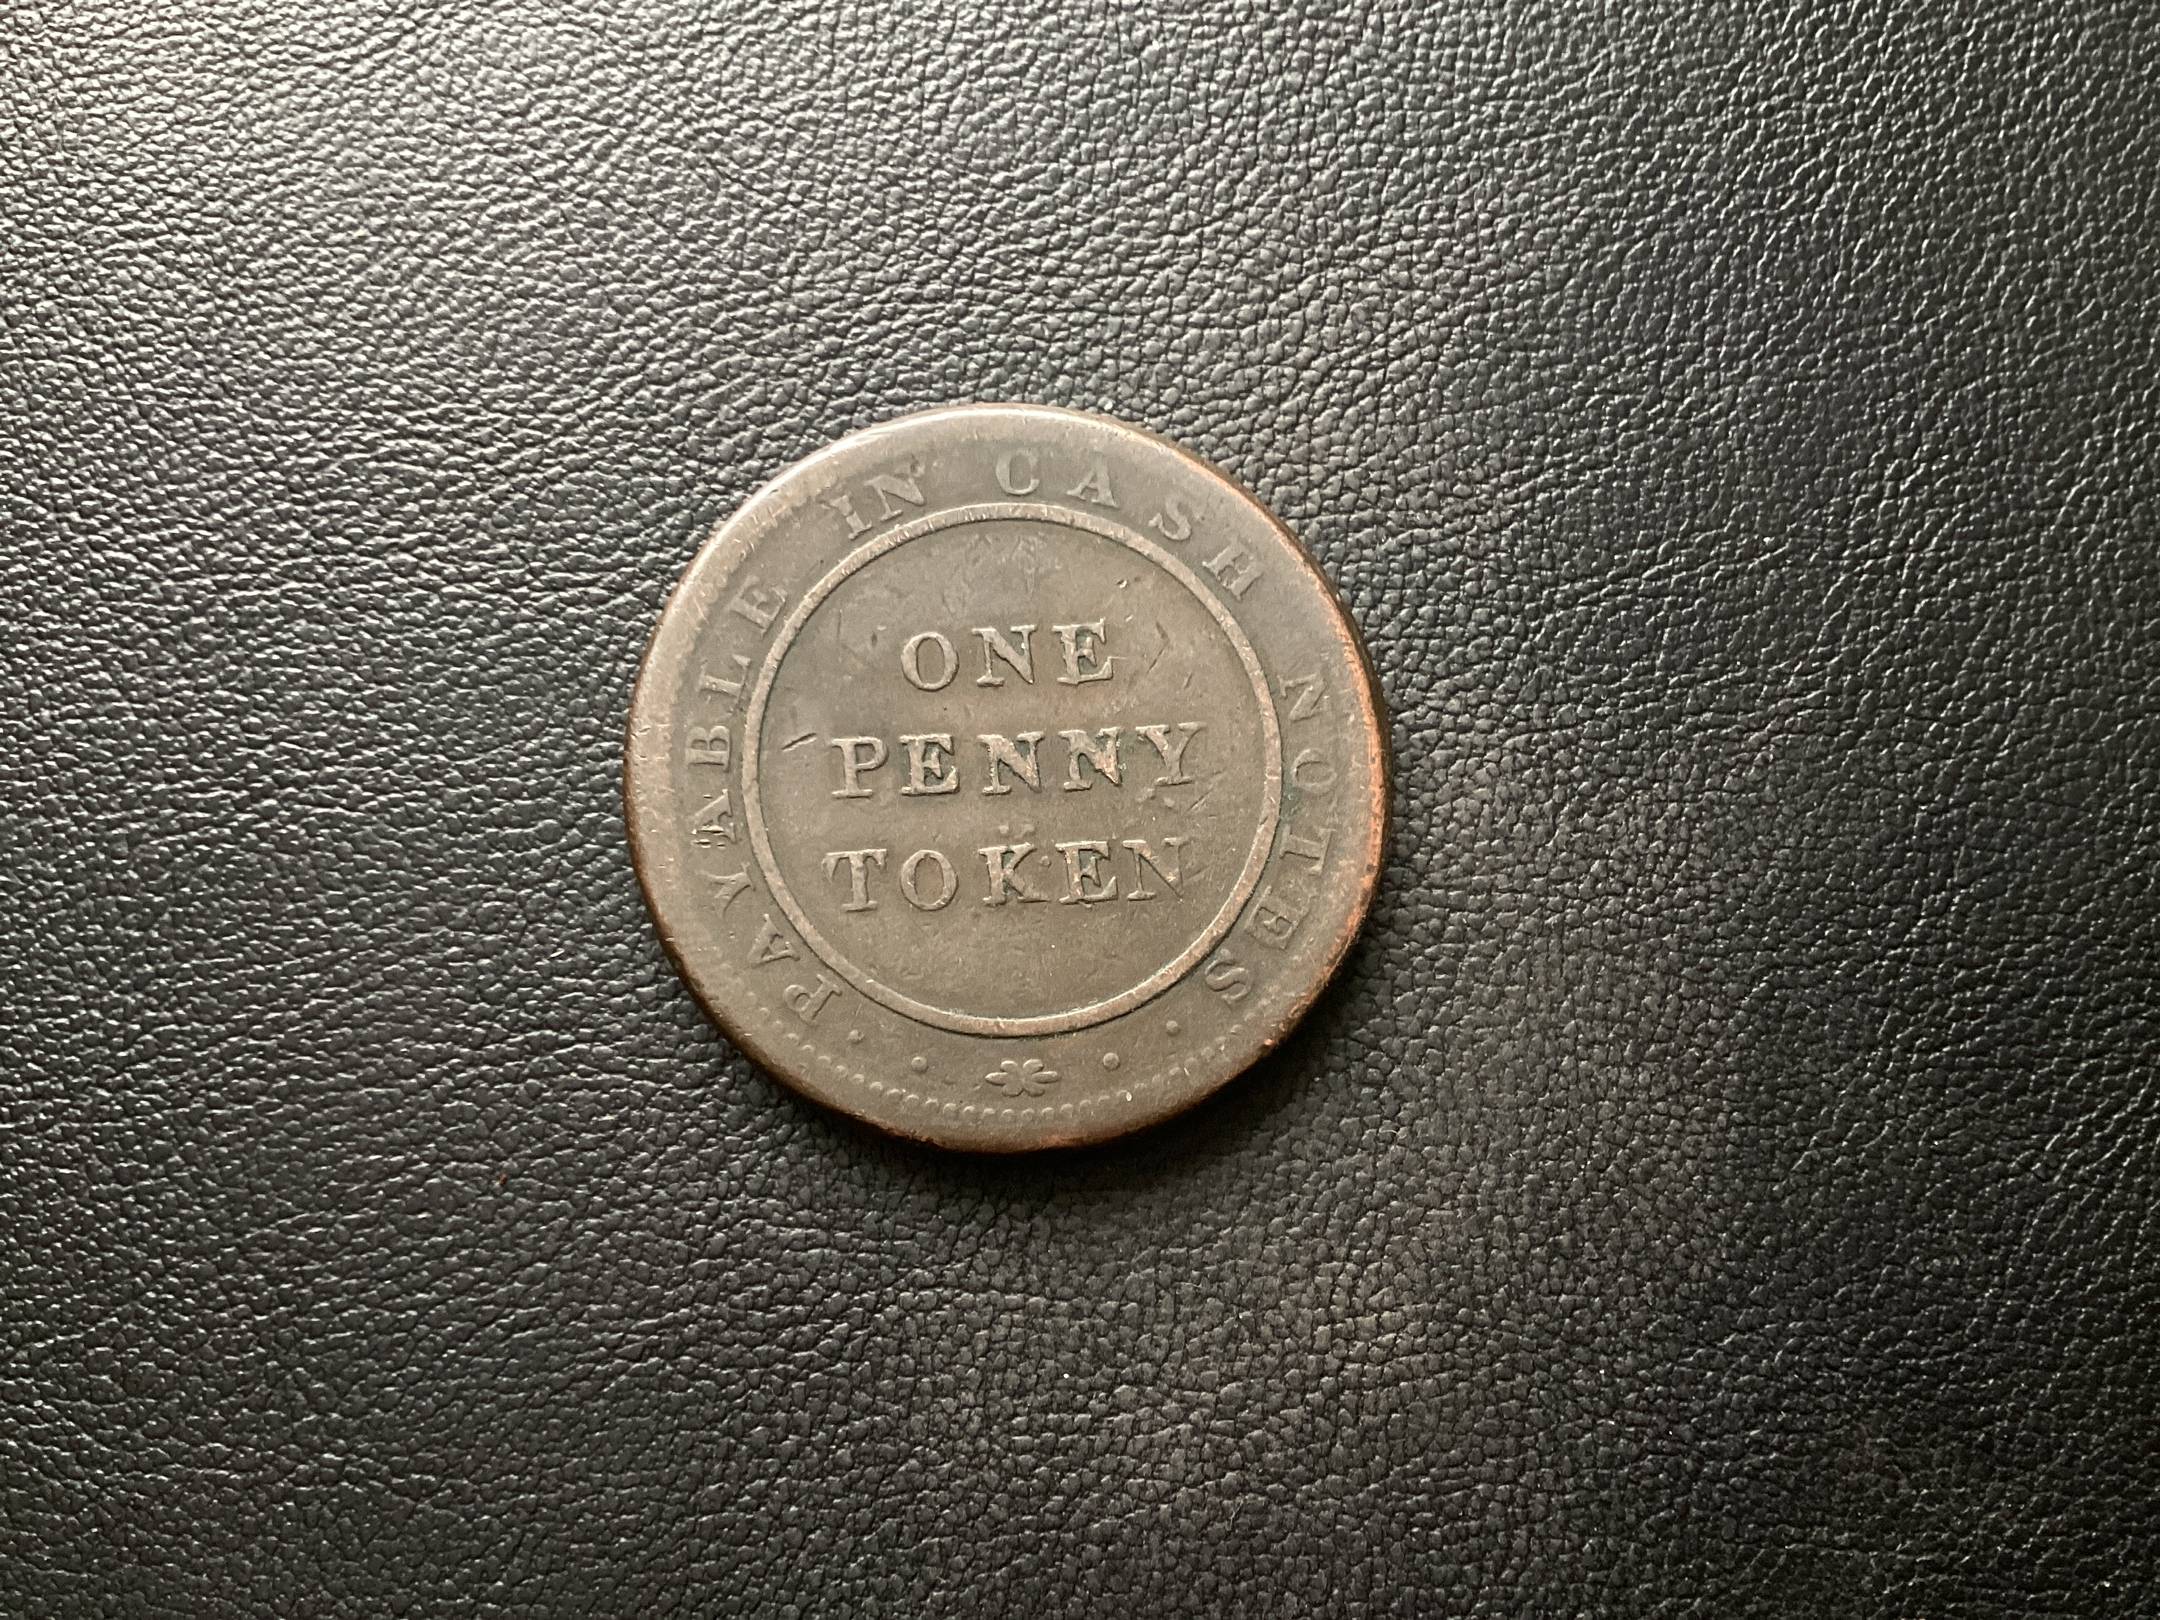 PAYABLE IN CASH NOTES
ONE
PENNY
TOKEN